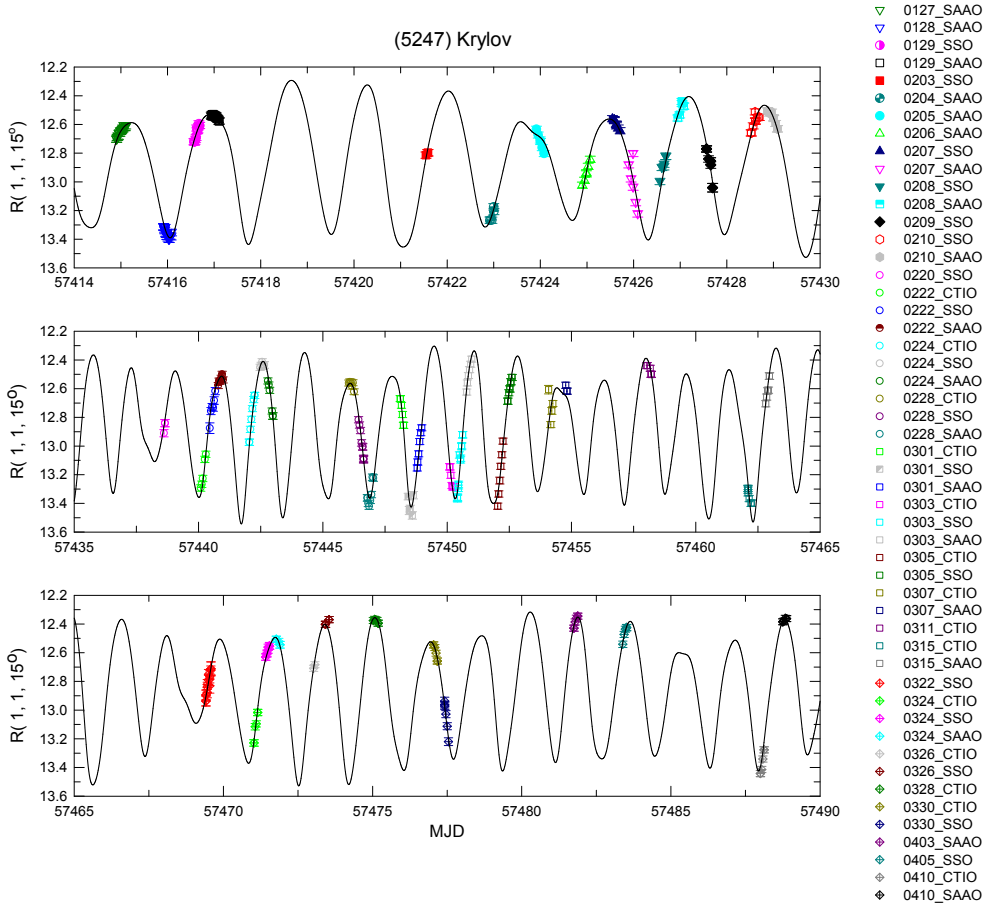 (5247) Krylov
R( 1, 1, 15º)
12.2
12.4
12.6
12.8
13.0
13.2
13.4
13.6
57414 57416 57418 57420 57422 57424 57426 57428 57430
R( 1, 1, 15º)
12.2
12.4
12.6
12.8
13.0
13.2
13.4
13.6
57435 57440 57445 57450 57455 57460 57465
R( 1, 1, 15º)
12.2
12.4
12.6
12.8
13.0
13.2
13.4
13.6
57465 57470 57475 57480 57485 57490
MJD
0127_SAAO
0128_SAAO
0129_SSO
0129_SAAO
0203_SSO
0204_SAAO
0205_SAAO
0206_SAAO
0207_SSO
0207_SAAO
0208_SSO
0208_SAAO
0209_SSO
0210_SSO
0210_SAAO
0220_SSO
0222_CTIO
0222_SSO
0222_SAAO
0224_CTIO
0224_SSO
0224_SAAO
0228_CTIO
0228_SSO
0228_SAAO
0301_CTIO
0301_SSO
0301_SAAO
0303_CTIO
0303_SSO
0303_SAAO
0305_CTIO
0305_SSO
0307_CTIO
0307_SAAO
0311_CTIO
0315_CTIO
0315_SAAO
0322_SSO
0324_CTIO
0324_SSO
0324_SAAO
0326_CTIO
0326_SSO
0328_CTIO
0330_CTIO
0330_SSO
0403_SAAO
0405_SSO
0410_CTIO
0410_SAAO